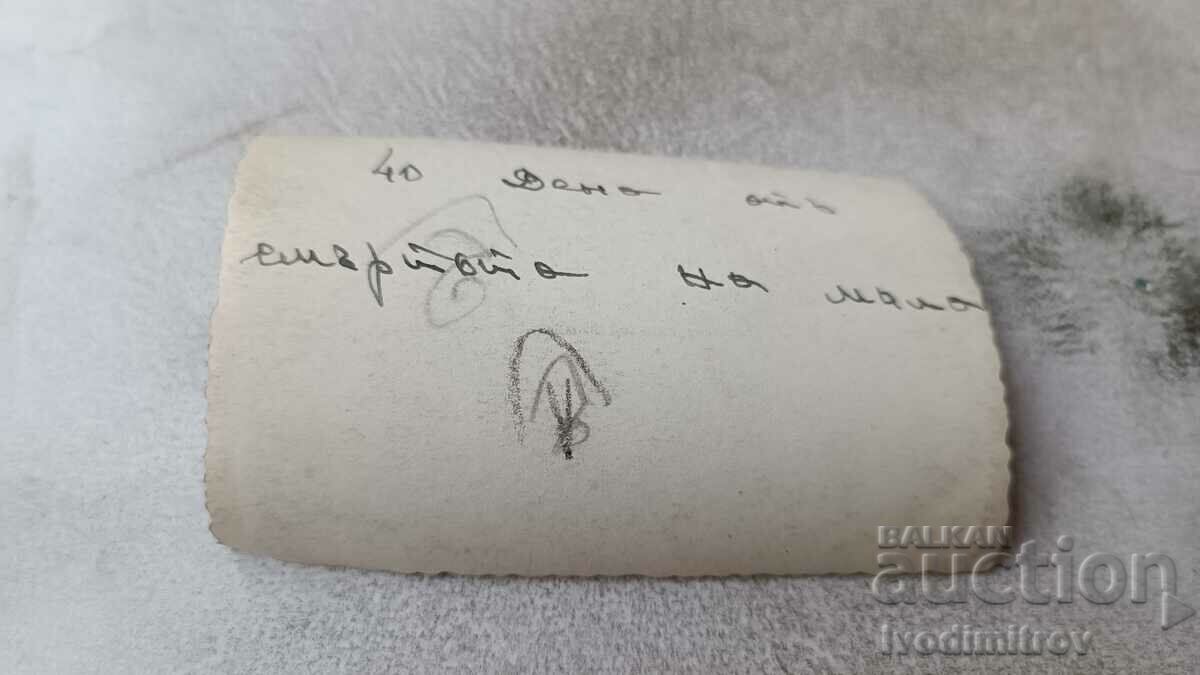 40 Дена отъ
смъртьта на мама
BALKAN
auction
ivodimitrov